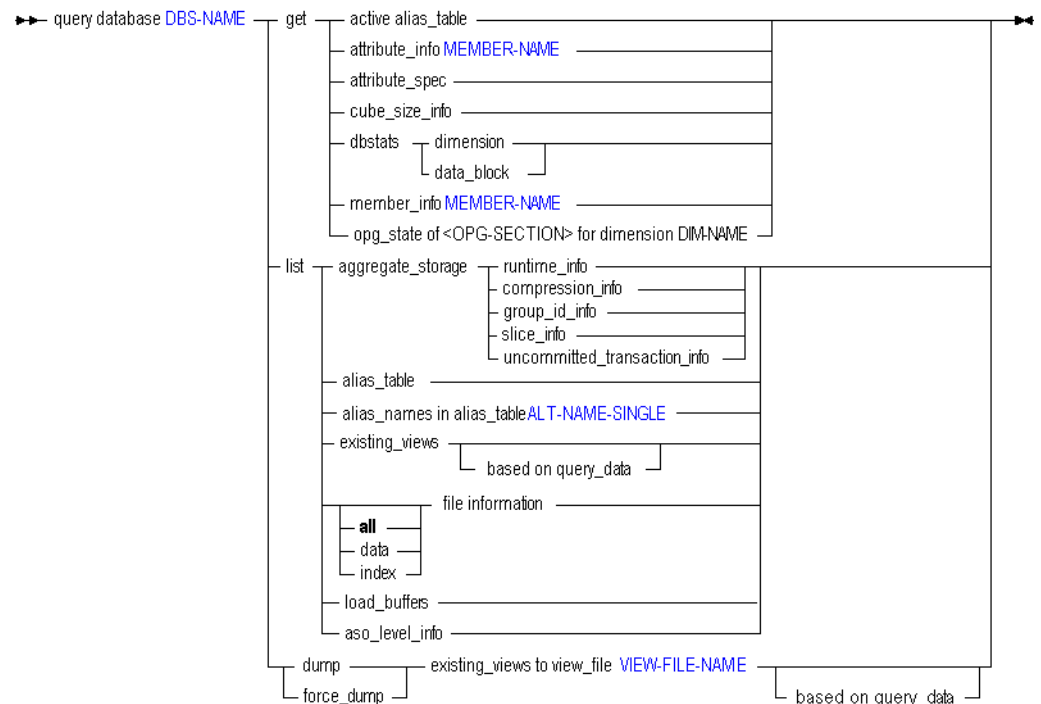 query database DBS-NAME
get
active alias_table
attribute_info MEMBER-NAME
attribute_spec
cube_size_info
dbstats
dimension
data_block
member_info MEMBER-NAME
opg_state of <OPG-SECTION> for dimension DIM-NAME
list
aggregate_storage
runtime_info
compression_info
group_id_info
slice_info
uncommitted_transaction_info
alias_table
alias_names in alias_table ALT-NAME-SINGLE
existing_views
based on query_data
file information
all
data
index
load_buffers
aso_level_info
dump
existing_views to view_file VIEW-FILE-NAME
force_dump
based on query_data